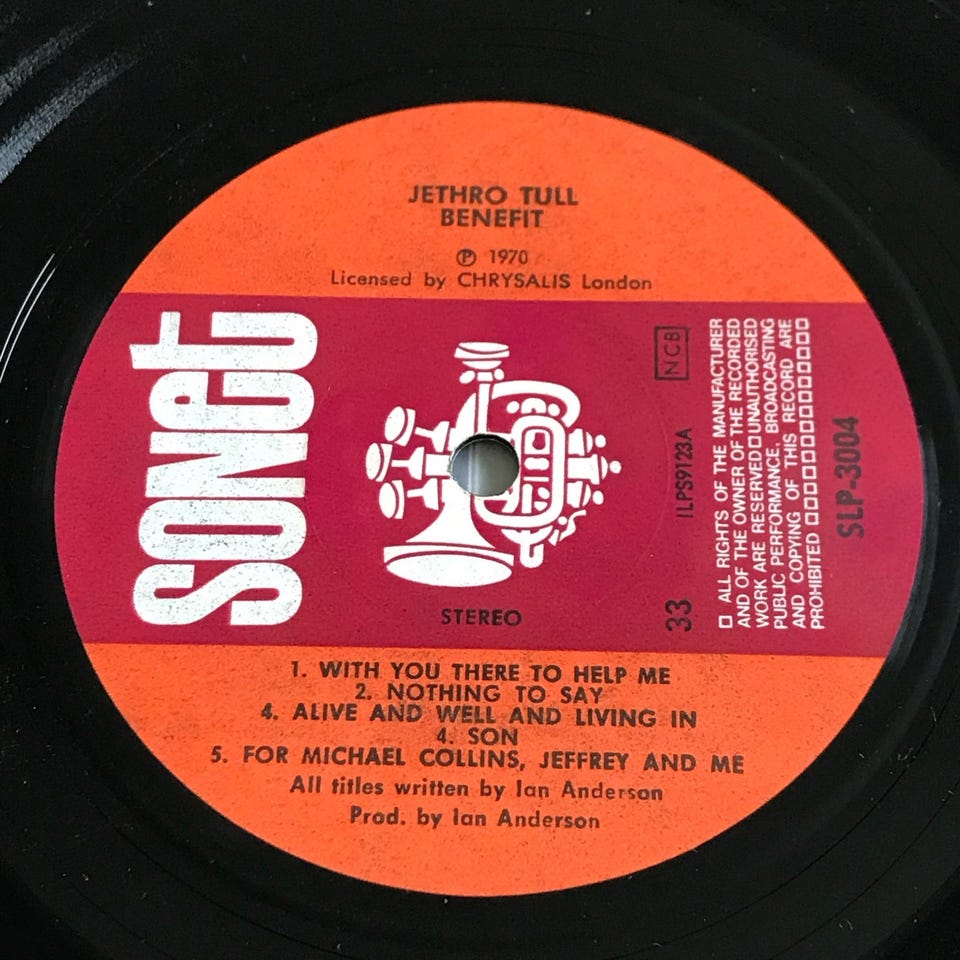 JETHRO TULL
BENEFIT
℗ 1970
Licensed by CHRYSALIS London
sonet
NCB
ILPS9123A
STEREO
33
ALL RIGHTS OF THE MANUFACTURER
AND OF THE OWNER OF THE RECORDED
WORK ARE RESERVED UNAUTHORISED
PUBLIC PERFORMANCE, BROADCASTING
AND COPYING OF THIS RECORD ARE
PROHIBITED
SLP-3004
1. WITH YOU THERE TO HELP ME
2. NOTHING TO SAY
4. ALIVE AND WELL AND LIVING IN
4. SON
5. FOR MICHAEL COLLINS, JEFFREY AND ME
All titles written by Ian Anderson
Prod. by Ian Anderson